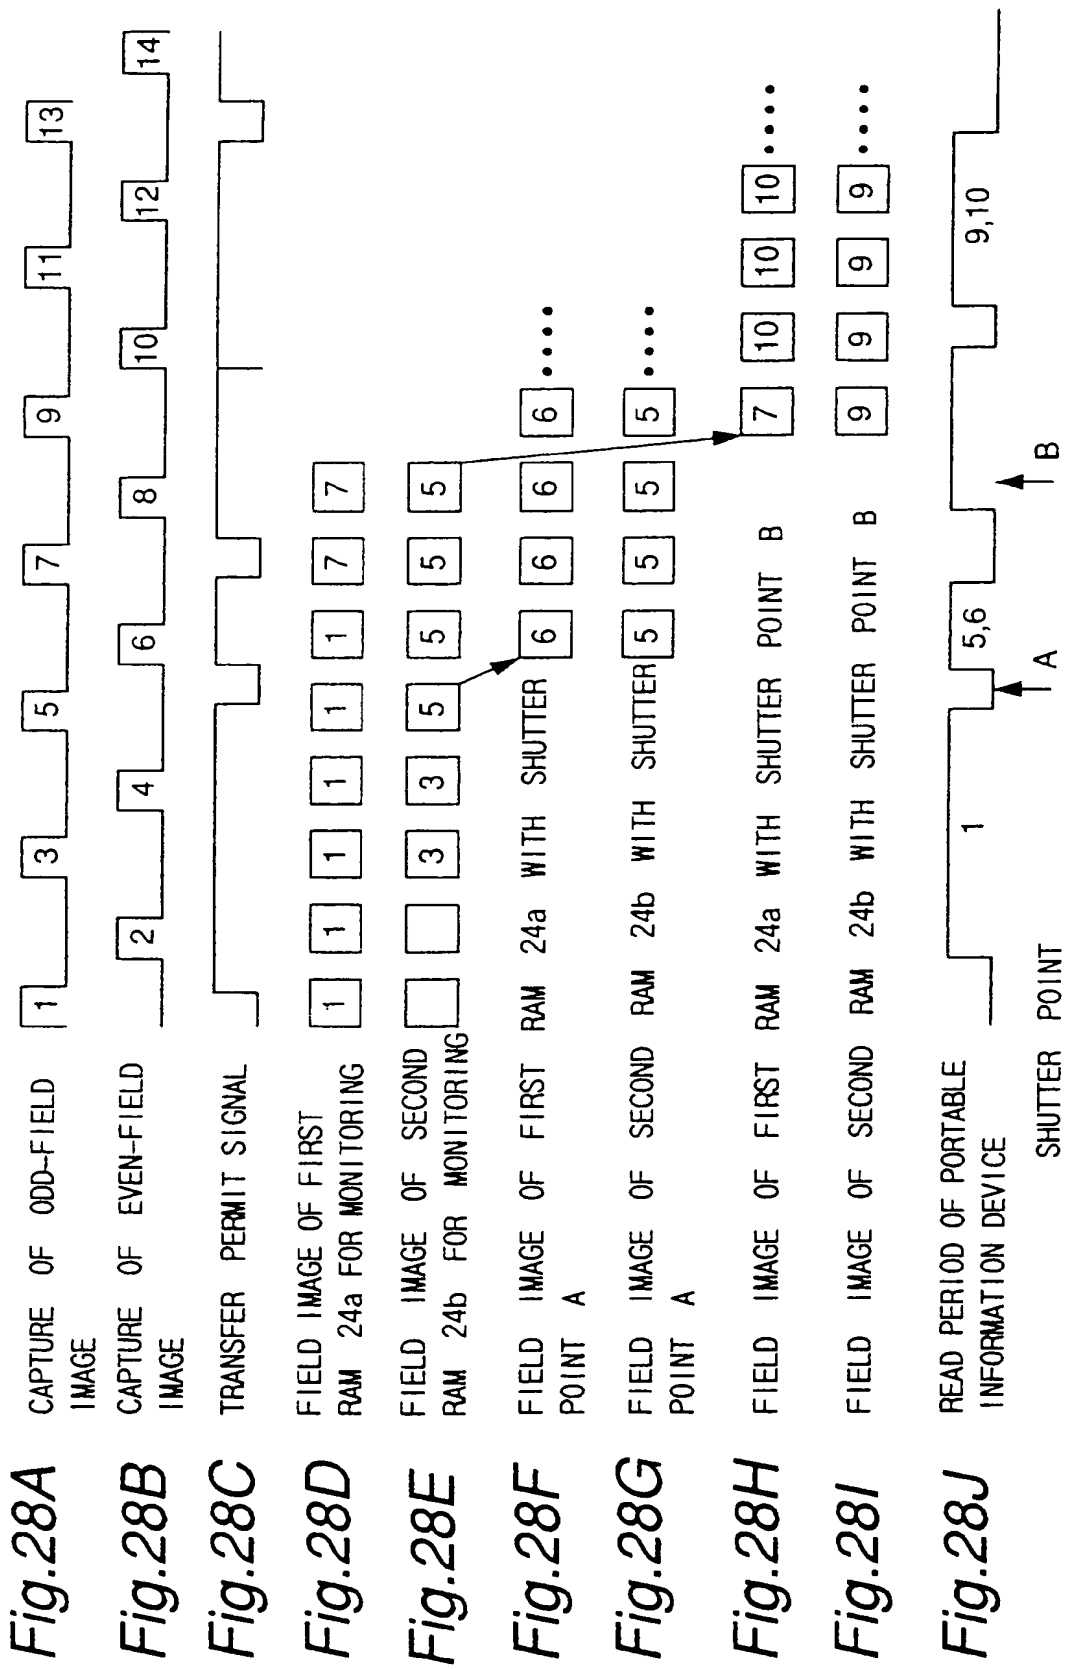 Fig.28A CAPTURE OF ODD-FIELD
IMAGE
1 3 5 7 9 11 13
Fig.28B CAPTURE OF EVEN-FIELD
IMAGE
2 4 6 8 10 12 14
Fig.28C TRANSFER PERMIT SIGNAL
Fig.28D FIELD IMAGE OF FIRST
RAM 24a FOR MONITORING
1 1 1 1 1 1 7 7
Fig.28E FIELD IMAGE OF SECOND
RAM 24b FOR MONITORING
3 3 5 5 5 5
Fig.28F FIELD IMAGE OF FIRST RAM 24a WITH SHUTTER
POINT A
6 6 6 6 ••••
Fig.28G FIELD IMAGE OF SECOND RAM 24b WITH SHUTTER
POINT A
5 5 5 5 ••••
Fig.28H FIELD IMAGE OF FIRST RAM 24a WITH SHUTTER POINT B
7 10 10 10 ••••
Fig.28I FIELD IMAGE OF SECOND RAM 24b WITH SHUTTER POINT B
9 9 9 9 ••••
Fig.28J READ PERIOD OF PORTABLE
INFORMATION DEVICE
1 5,6 9,10
SHUTTER POINT A B